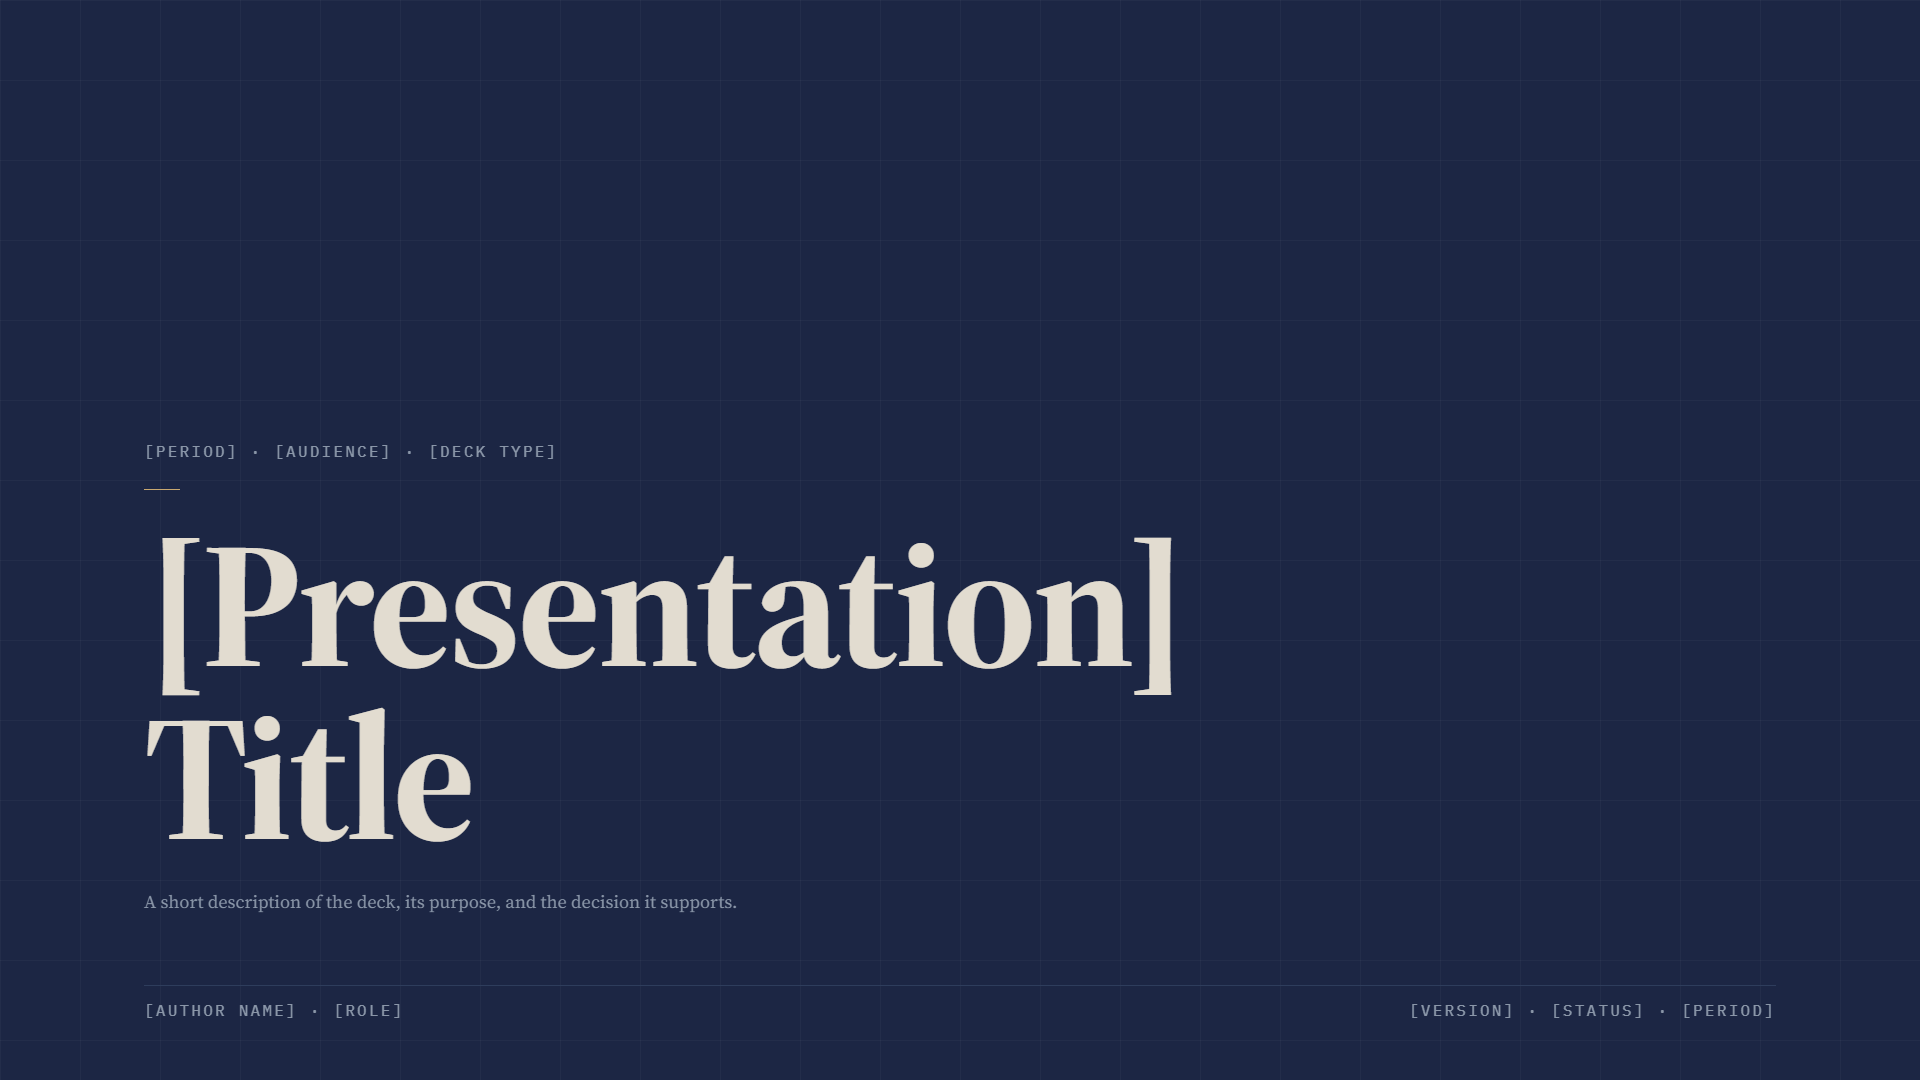 [PERIOD] · [AUDIENCE] · [DECK TYPE]
[Presentation]
Title
A short description of the deck, its purpose, and the decision it supports.
[AUTHOR NAME] · [ROLE]
[VERSION] · [STATUS] · [PERIOD]